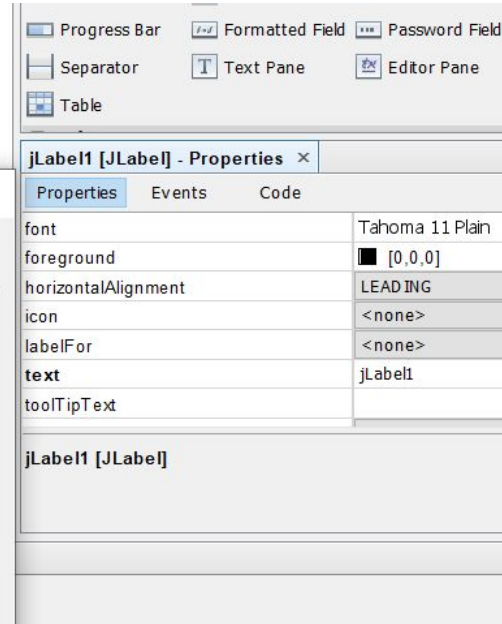 Progress Bar Formatted Field Password Field
Separator Text Pane Editor Pane
Table
jLabel1 [JLabel] - Properties ×
Properties Events Code
font Tahoma 11 Plain
foreground [0,0,0]
horizontalAlignment LEADING
icon <none>
labelFor <none>
text jLabel1
toolTipText
jLabel1 [JLabel]